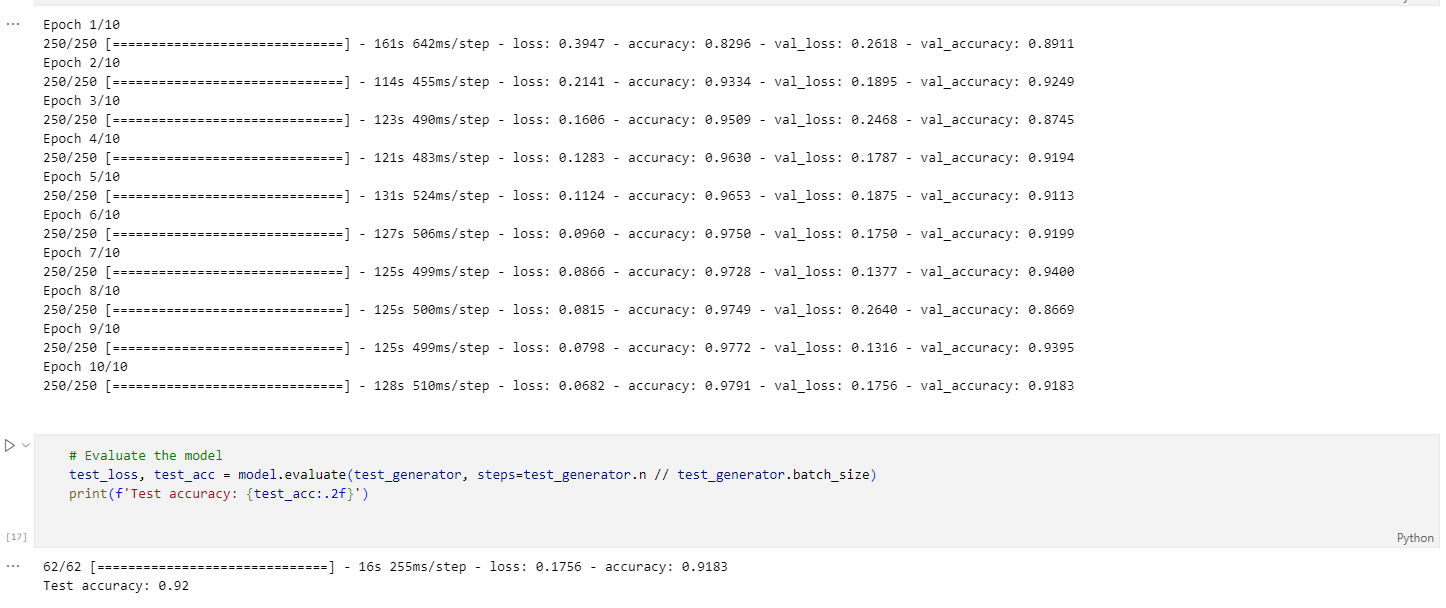 ...
Epoch 1/10
250/250 [==============================] - 161s 642ms/step - loss: 0.3947 - accuracy: 0.8296 - val_loss: 0.2618 - val_accuracy: 0.8911
Epoch 2/10
250/250 [==============================] - 114s 455ms/step - loss: 0.2141 - accuracy: 0.9334 - val_loss: 0.1895 - val_accuracy: 0.9249
Epoch 3/10
250/250 [==============================] - 123s 490ms/step - loss: 0.1606 - accuracy: 0.9509 - val_loss: 0.2468 - val_accuracy: 0.8745
Epoch 4/10
250/250 [==============================] - 121s 483ms/step - loss: 0.1283 - accuracy: 0.9630 - val_loss: 0.1787 - val_accuracy: 0.9194
Epoch 5/10
250/250 [==============================] - 131s 524ms/step - loss: 0.1124 - accuracy: 0.9653 - val_loss: 0.1875 - val_accuracy: 0.9113
Epoch 6/10
250/250 [==============================] - 127s 506ms/step - loss: 0.0960 - accuracy: 0.9750 - val_loss: 0.1750 - val_accuracy: 0.9199
Epoch 7/10
250/250 [==============================] - 125s 499ms/step - loss: 0.0866 - accuracy: 0.9728 - val_loss: 0.1377 - val_accuracy: 0.9400
Epoch 8/10
250/250 [==============================] - 125s 500ms/step - loss: 0.0815 - accuracy: 0.9749 - val_loss: 0.2640 - val_accuracy: 0.8669
Epoch 9/10
250/250 [==============================] - 125s 499ms/step - loss: 0.0798 - accuracy: 0.9772 - val_loss: 0.1316 - val_accuracy: 0.9395
Epoch 10/10
250/250 [==============================] - 128s 510ms/step - loss: 0.0682 - accuracy: 0.9791 - val_loss: 0.1756 - val_accuracy: 0.9183
# Evaluate the model
test_loss, test_acc = model.evaluate(test_generator, steps=test_generator.n // test_generator.batch_size)
print(f'Test accuracy: {test_acc:.2f}')
[17]
Python
...
62/62 [==============================] - 16s 255ms/step - loss: 0.1756 - accuracy: 0.9183
Test accuracy: 0.92